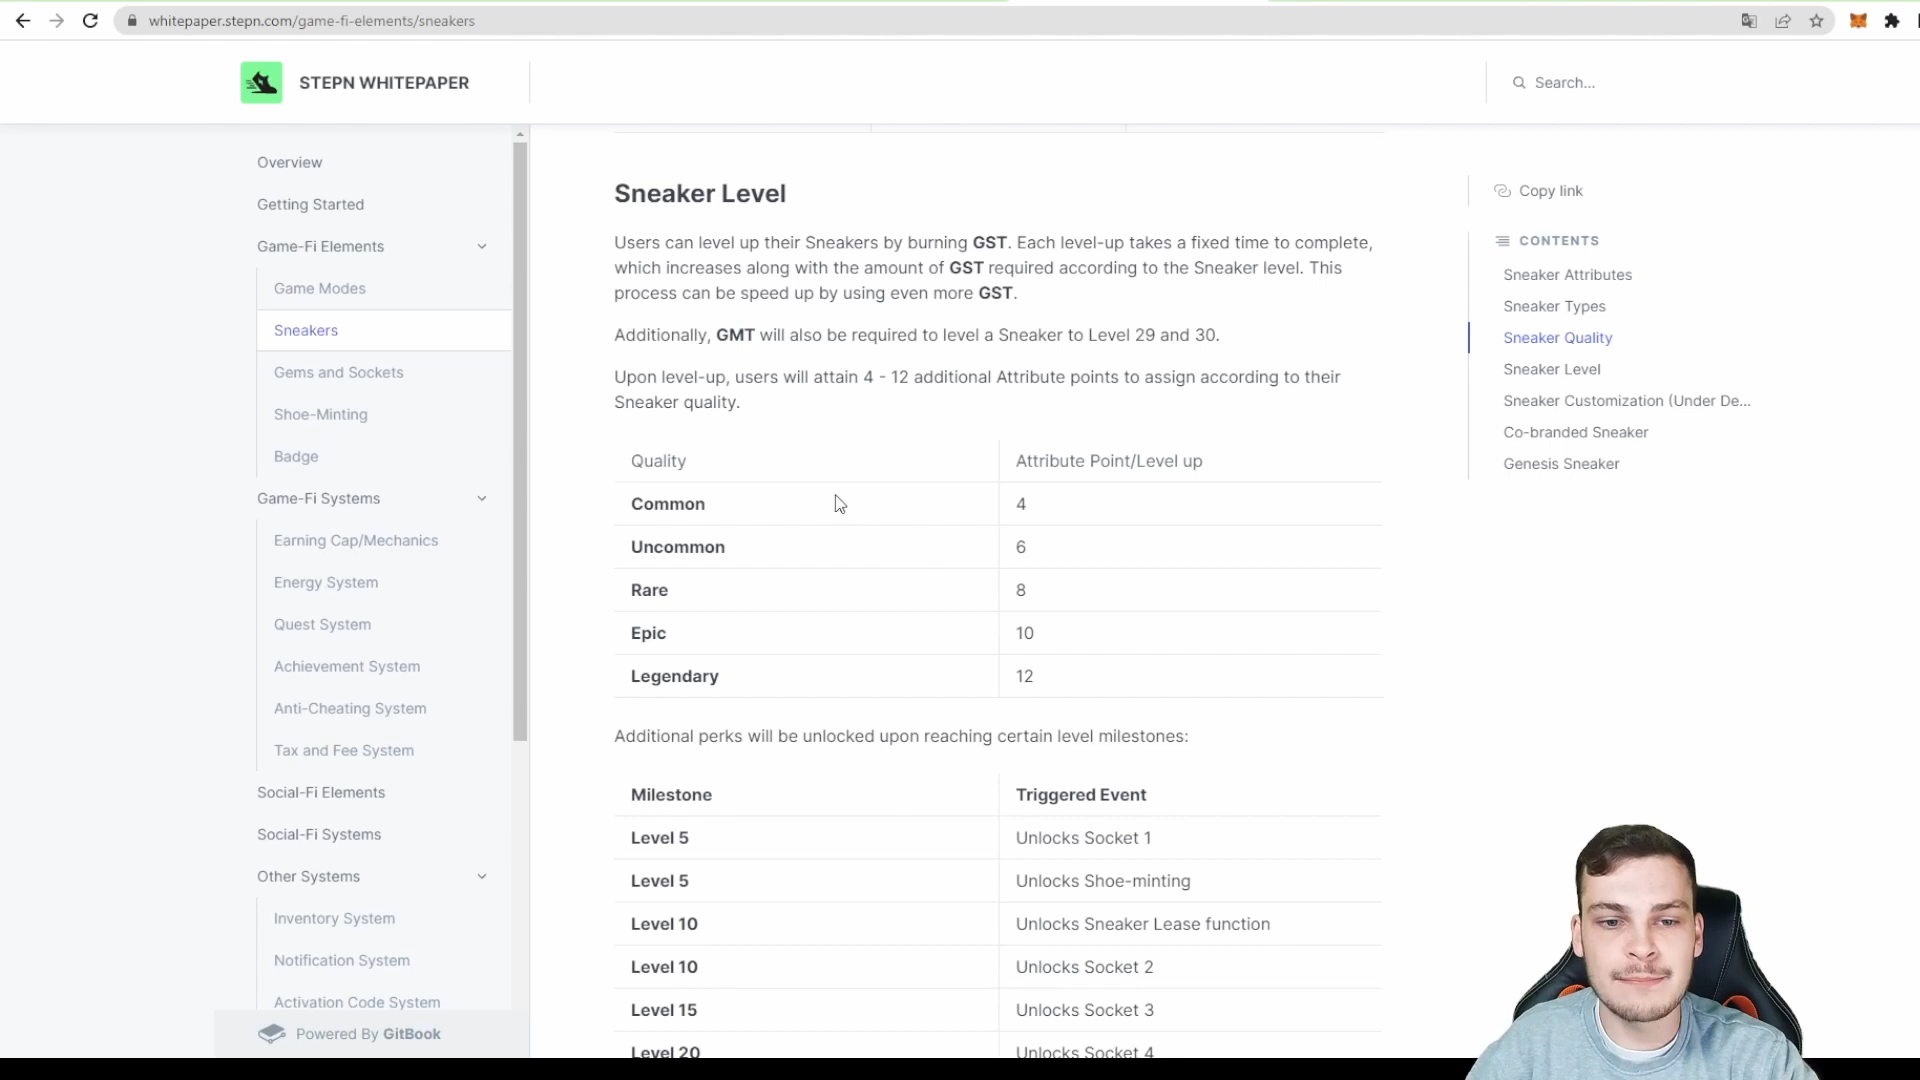 whitepaper.stepn.com/game-fi-elements/sneakers
STEPN WHITEPAPER
Search...
Overview
Getting Started
Game-Fi Elements
Game Modes
Sneakers
Gems and Sockets
Shoe-Minting
Badge
Game-Fi Systems
Earning Cap/Mechanics
Energy System
Quest System
Achievement System
Anti-Cheating System
Tax and Fee System
Social-Fi Elements
Social-Fi Systems
Other Systems
Inventory System
Notification System
Activation Code System
Powered By GitBook
Sneaker Level
Users can level up their Sneakers by burning GST. Each level-up takes a fixed time to complete,
which increases along with the amount of GST required according to the Sneaker level. This
process can be speed up by using even more GST.
Additionally, GMT will also be required to level a Sneaker to Level 29 and 30.
Upon level-up, users will attain 4 - 12 additional Attribute points to assign according to their
Sneaker quality.
Quality Attribute Point/Level up
Common 4
Uncommon 6
Rare 8
Epic 10
Legendary 12
Additional perks will be unlocked upon reaching certain level milestones:
Milestone Triggered Event
Level 5 Unlocks Socket 1
Level 5 Unlocks Shoe-minting
Level 10 Unlocks Sneaker Lease function
Level 10 Unlocks Socket 2
Level 15 Unlocks Socket 3
Level 20 Unlocks Socket 4
Copy link
CONTENTS
Sneaker Attributes
Sneaker Types
Sneaker Quality
Sneaker Level
Sneaker Customization (Under De...
Co-branded Sneaker
Genesis Sneaker